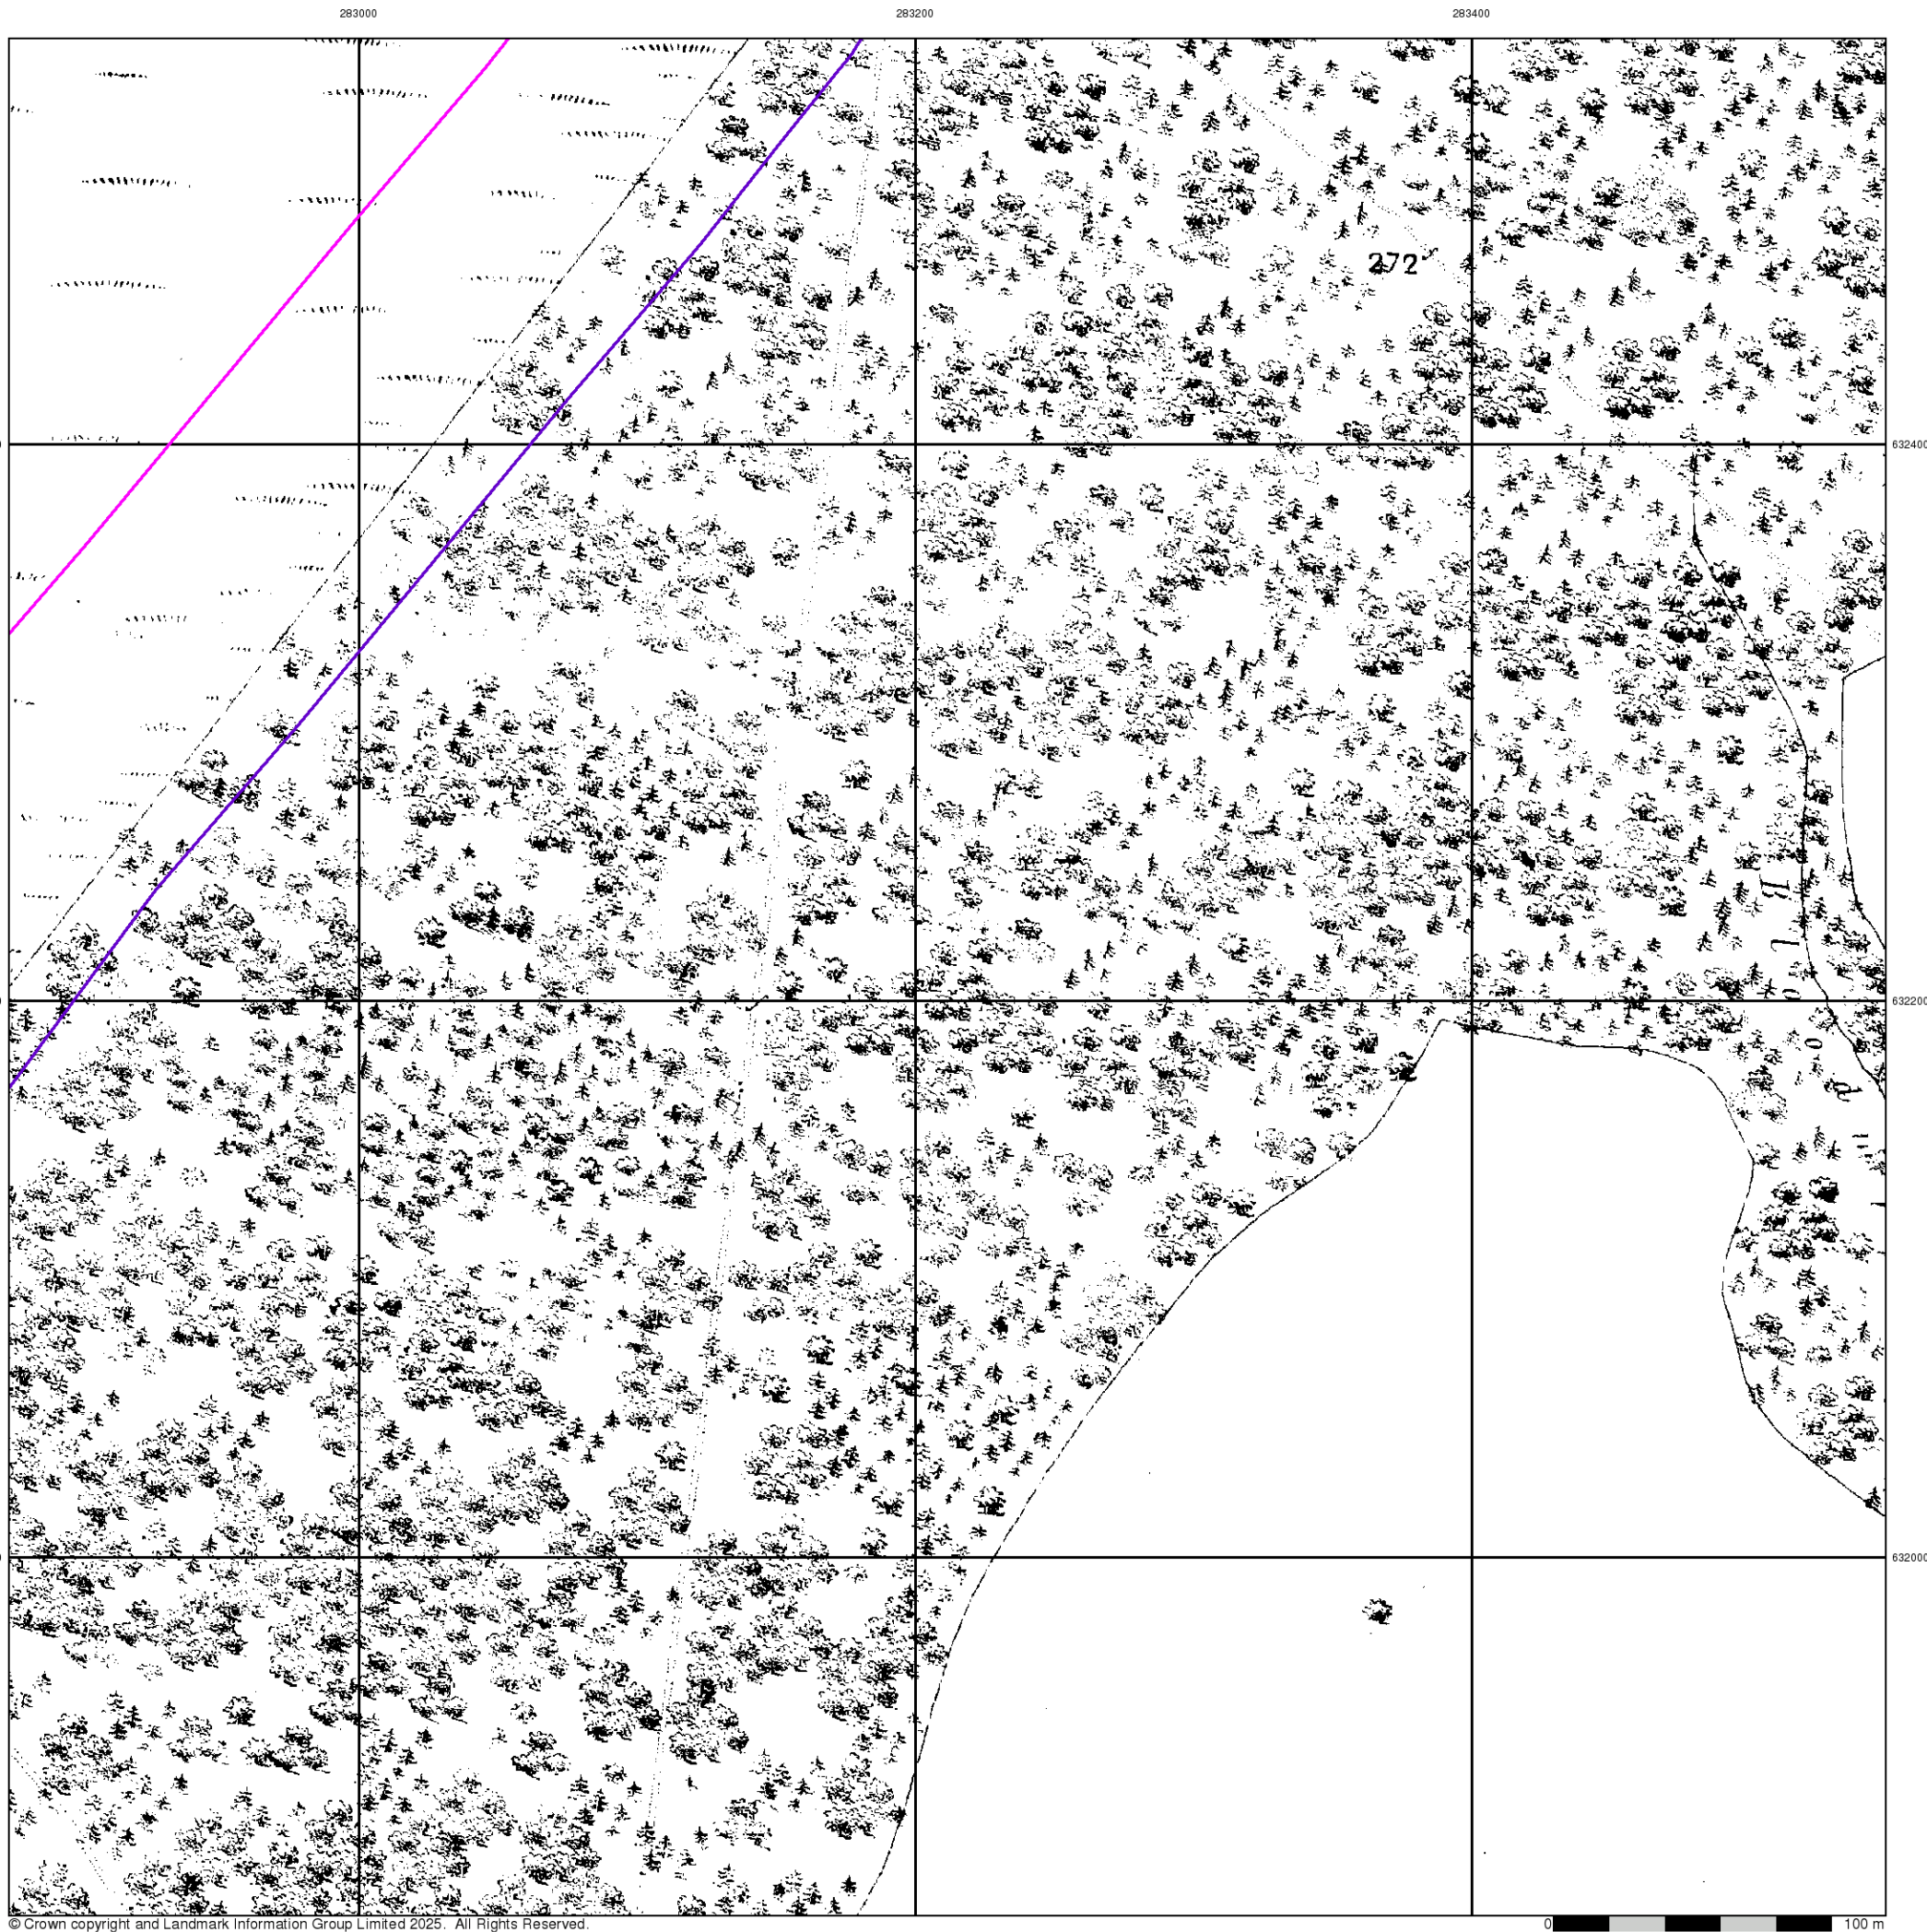 283000 283200 283400
272
632400
632200
632000
© Crown copyright and Landmark Information Group Limited 2025. All Rights Reserved.
0 100 m